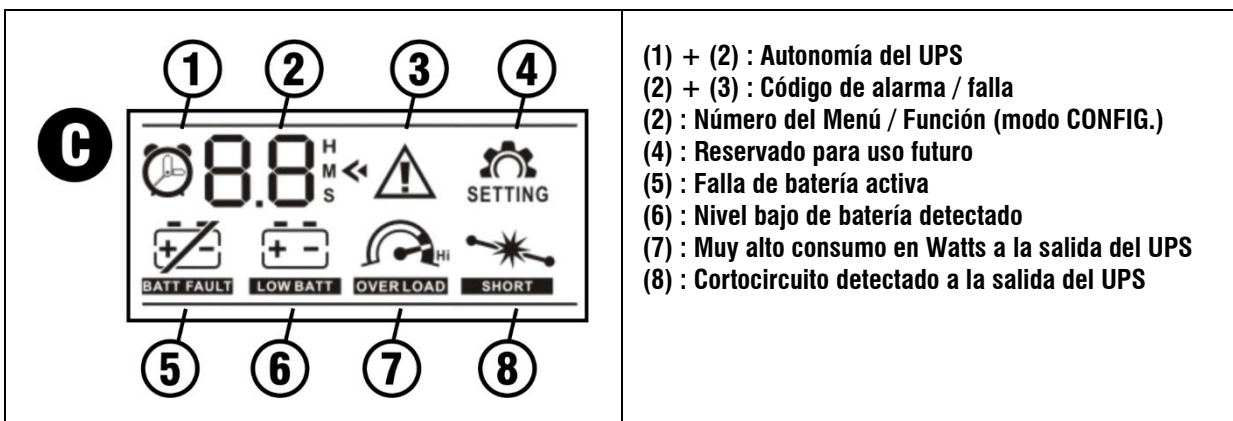 1 2 3 4
C
8.8 H M S
SETTING
Hi
BATT FAULT LOW BATT OVER LOAD SHORT
5 6 7 8
(1) + (2) : Autonomía del UPS
(2) + (3) : Código de alarma / falla
(2) : Número del Menú / Función (modo CONFIG.)
(4) : Reservado para uso futuro
(5) : Falla de batería activa
(6) : Nivel bajo de batería detectado
(7) : Muy alto consumo en Watts a la salida del UPS
(8) : Cortocircuito detectado a la salida del UPS